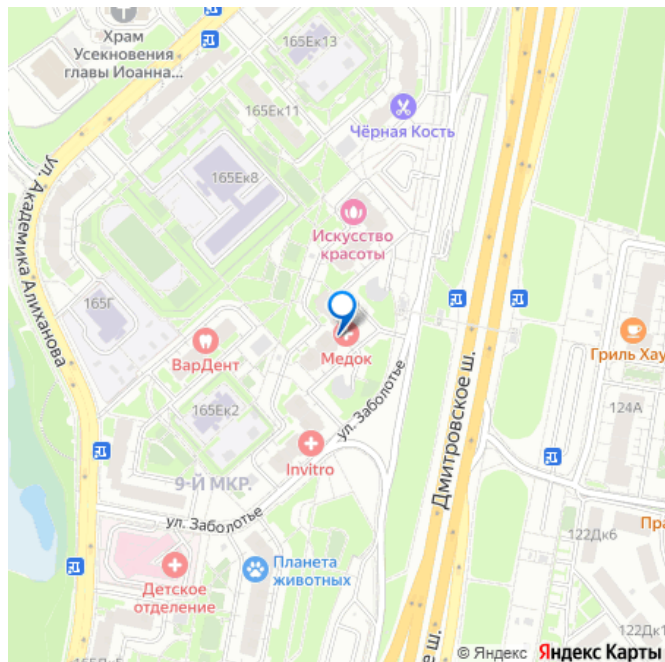 Храм
Усекновения
главы Иоанна...
165Ек13
165Ек11
Чёрная Кость
165Ек8
ул. Академика Алиханова
Искусство
красоты
165Г
ВарДент
Медок
Гриль Хау
165Ек2
ул. Заболотье
124А
Invitro
Дмитровское ш.
9-Й МКР.
ул. Заболотье
Пра
122Дк6
Планета
животных
Детское
отделение
122Дк1
ое ш.
© Яндекс Яндекс Карты